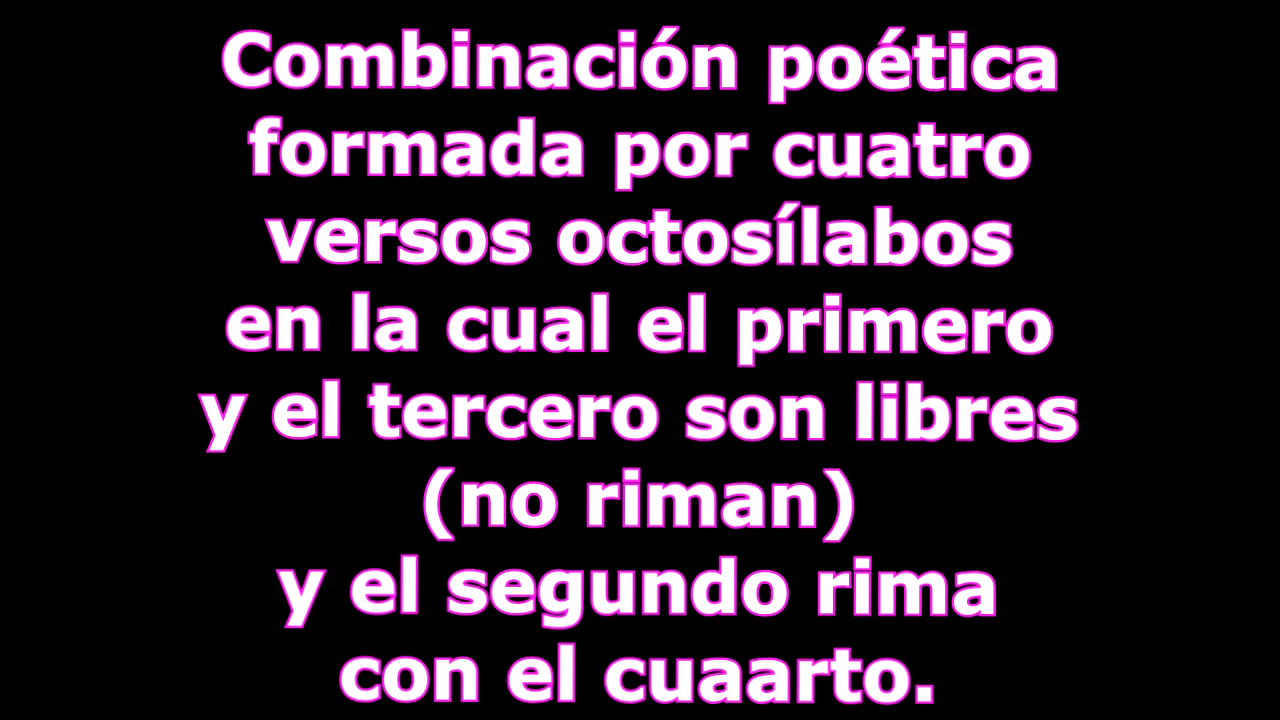 Combinación poética
formada por cuatro
versos octosílabos
en la cual el primero
y el tercero son libres
(no riman)
y el segundo rima
con el cuaarto.